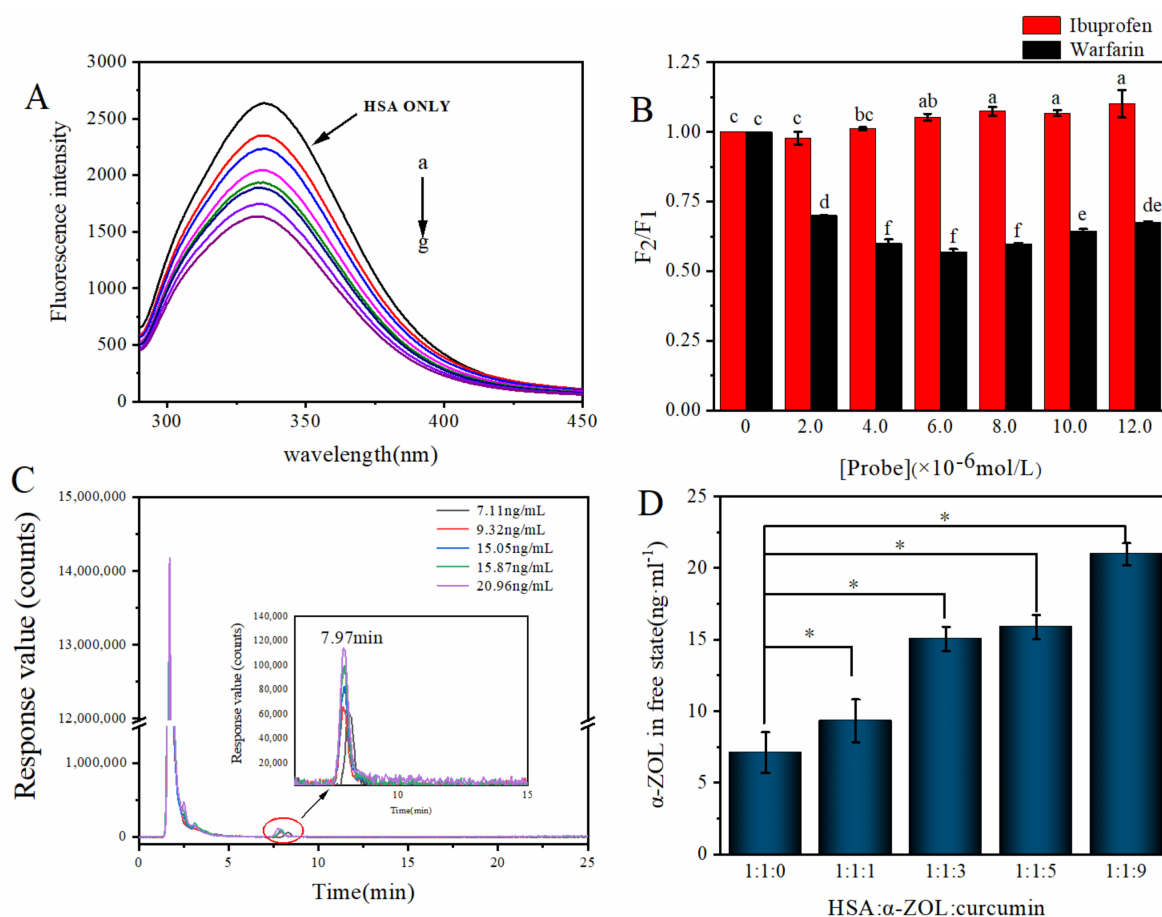 A
3000
2500
2000
1500
1000
500
0
300
350
400
450
Fluorescence intensity
wavelength(nm)
HSA ONLY
a
g
Ibuprofen
Warfarin
B
1.25
1.00
0.75
0.50
0.25
0.00
F2/F1
c c c d bc f ab f a f a e a de
0 2.0 4.0 6.0 8.0 10.0 12.0
[Probe](×10-6mol/L)
C
15,000,000
14,000,000
13,000,000
12,000,000
1,000,000
0
0 5 10 15 20 25
Response value (counts)
Time(min)
7.11ng/mL
9.32ng/mL
15.05ng/mL
15.87ng/mL
20.96ng/mL
140,000
120,000
100,000
80,000
60,000
40,000
20,000
Response value (counts)
7.97min
10 15
Time(min)
D
25
20
15
10
5
0
α-ZOL in free state(ng·ml-1)
*
*
*
*
1:1:0 1:1:1 1:1:3 1:1:5 1:1:9
HSA:α-ZOL:curcumin